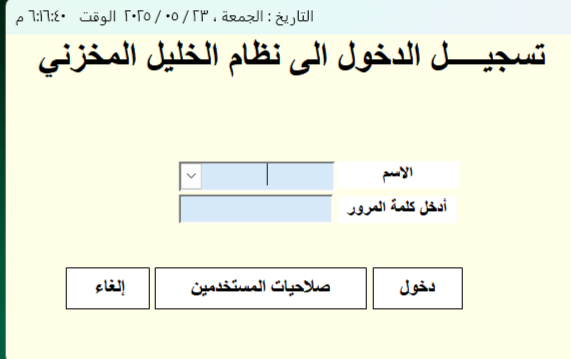 التاريخ : الجمعة ، ٢٣ / ٠٥ / ٢٠٢٥ الوقت ٦:١٦:٤٠ م
تسجيــــل الدخول الى نظام الخليل المخزني
الاسم
أدخل كلمة المرور
دخول
صلاحيات المستخدمين
إلغاء